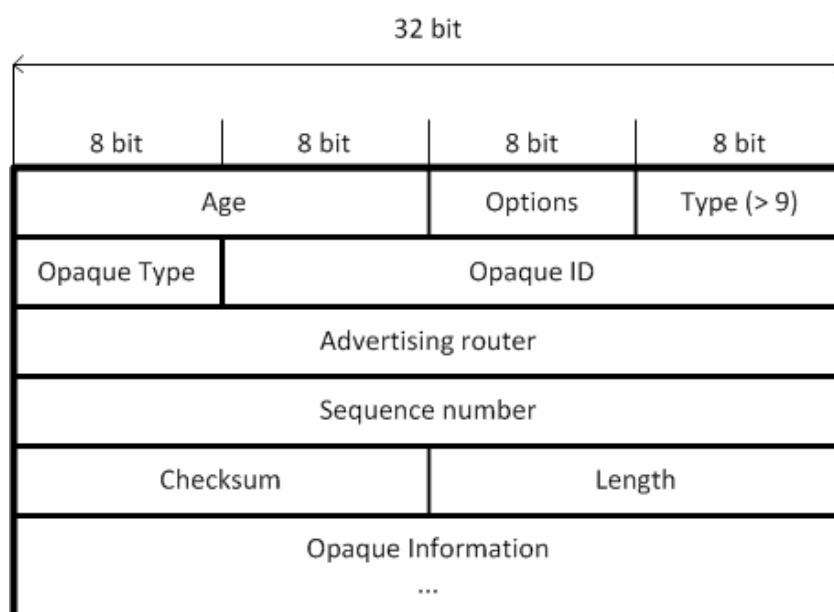 32 bit
8 bit 8 bit 8 bit 8 bit
Age Options Type (> 9)
Opaque Type Opaque ID
Advertising router
Sequence number
Checksum Length
Opaque Information
...